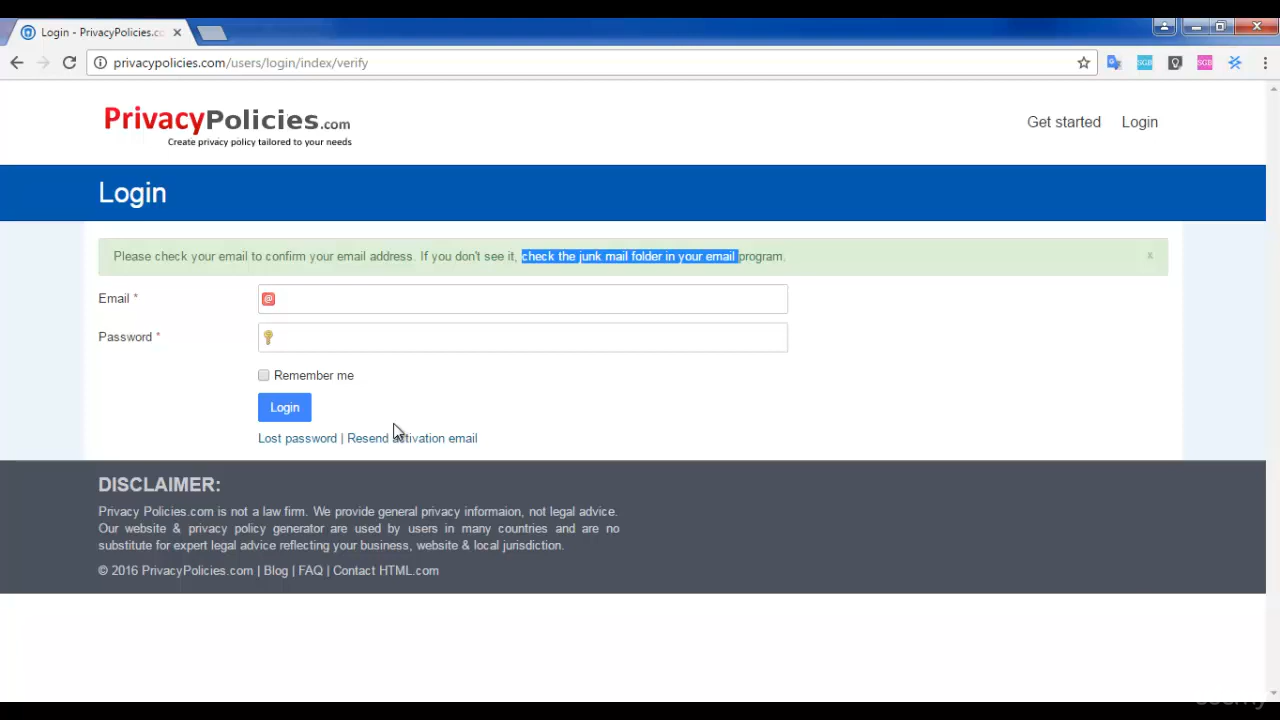 Login - PrivacyPolicies.co
privacypolicies.com/users/login/index/verify
SGB
SGB
PrivacyPolicies.com
Create privacy policy tailored to your needs
Get started
Login
Login
Please check your email to confirm your email address. If you don't see it, check the junk mail folder in your email program.
x
Email *
@
Password *
Remember me
Login
Lost password | Resend activation email
DISCLAIMER:
Privacy Policies.com is not a law firm. We provide general privacy informaion, not legal advice.
Our website & privacy policy generator are used by users in many countries and are no
substitute for expert legal advice reflecting your business, website & local jurisdiction.
© 2016 PrivacyPolicies.com | Blog | FAQ | Contact HTML.com